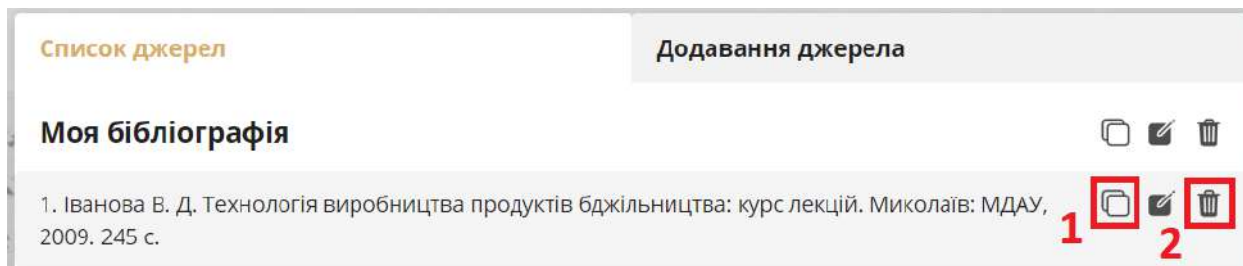 Список джерел
Додавання джерела
Моя бібліографія
1. Іванова В. Д. Технологія виробництва продуктів бджільництва: курс лекцій. Миколаїв: МДАУ,
2009. 245 с.
1
2